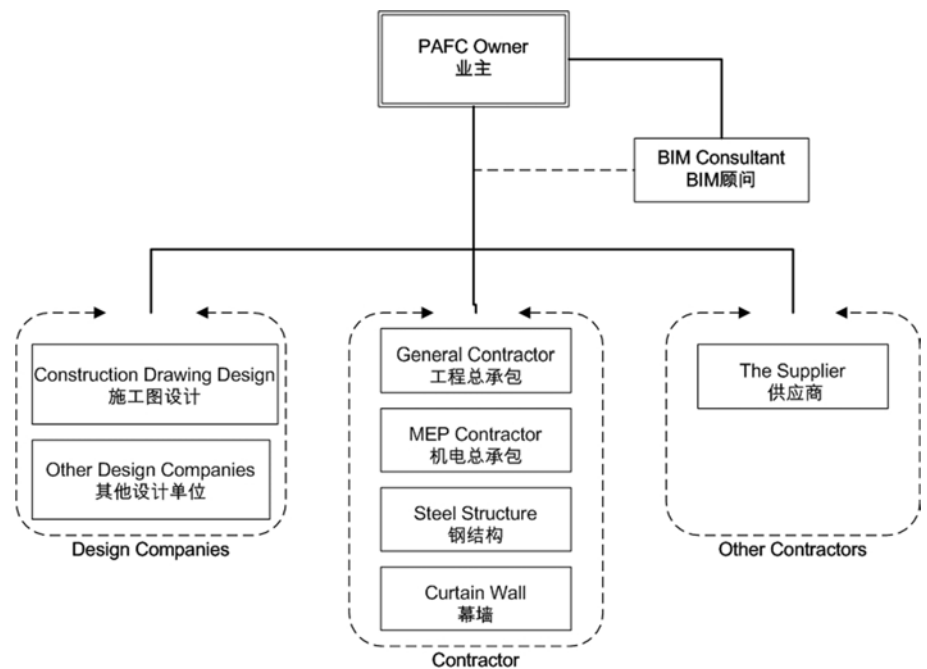 PAFC Owner
业主
BIM Consultant
BIM顾问
Construction Drawing Design
施工图设计
Other Design Companies
其他设计单位
Design Companies
General Contractor
工程总承包
MEP Contractor
机电总承包
Steel Structure
钢结构
Curtain Wall
幕墙
Contractor
The Supplier
供应商
Other Contractors